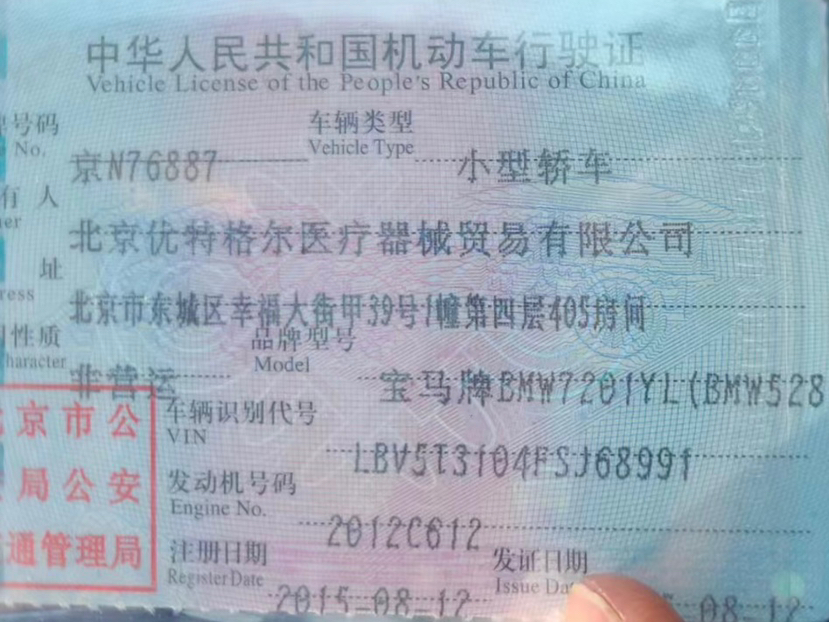 中华人民共和国机动车行驶证
Vehicle License of the People's Republic of China
号码 车辆类型
No. Vehicle Type
京N76887 小型轿车
有人
北京优特格尔医疗器械贸易有限公司
址
北京市东城区幸福大街甲39号1幢第四层405房间
性质 品牌型号
Character Model
非营运 宝马牌BMW7201YL(BMW528
京市公 车辆识别代号
VIN
LBV5T3104FSJ68991
局公安 发动机号码
Engine No.
2012C612
通管理局 注册日期 发证日期
Register Date Issue
2015-08-12 -08-12